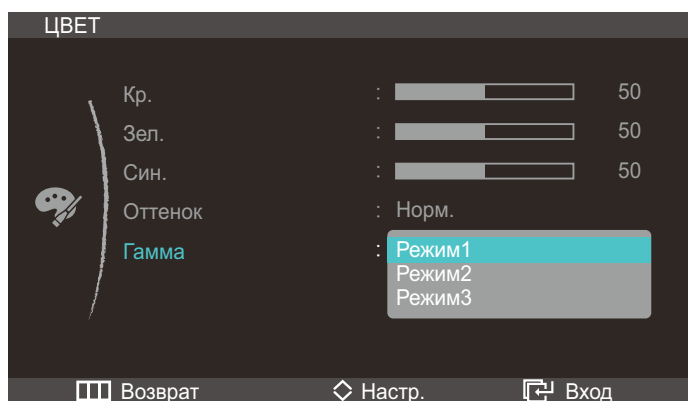 ЦВЕТ
Кр. : 50
Зел. : 50
Син. : 50
Оттенок : Норм.
Гамма : Режим1
Режим2
Режим3
Возврат Настр. Вход